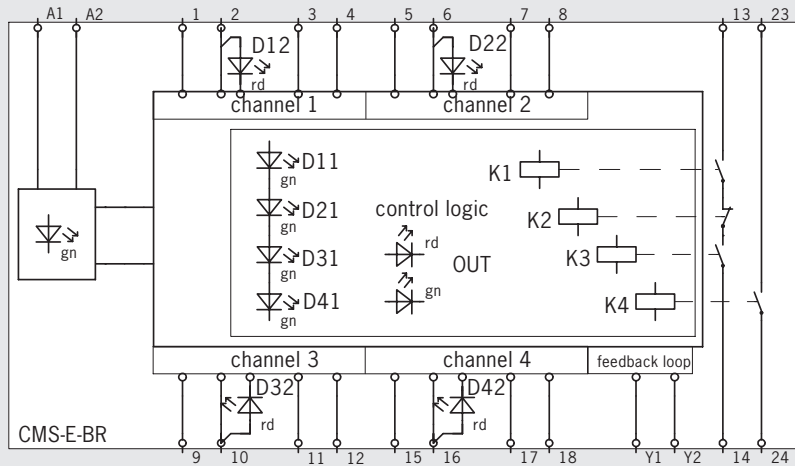 A1 A2 1 2 3 4 5 6 7 8 13 23
D12 D22
rd rd
channel 1 channel 2
D11
gn
K1
D21
gn
control logic
K2
gn
rd
D31
gn
OUT
K3
gn
D41
gn
K4
channel 3 channel 4 feedback loop
D32 D42
rd rd
CMS-E-BR
9 10 11 12 15 16 17 18 Y1 Y2 14 24